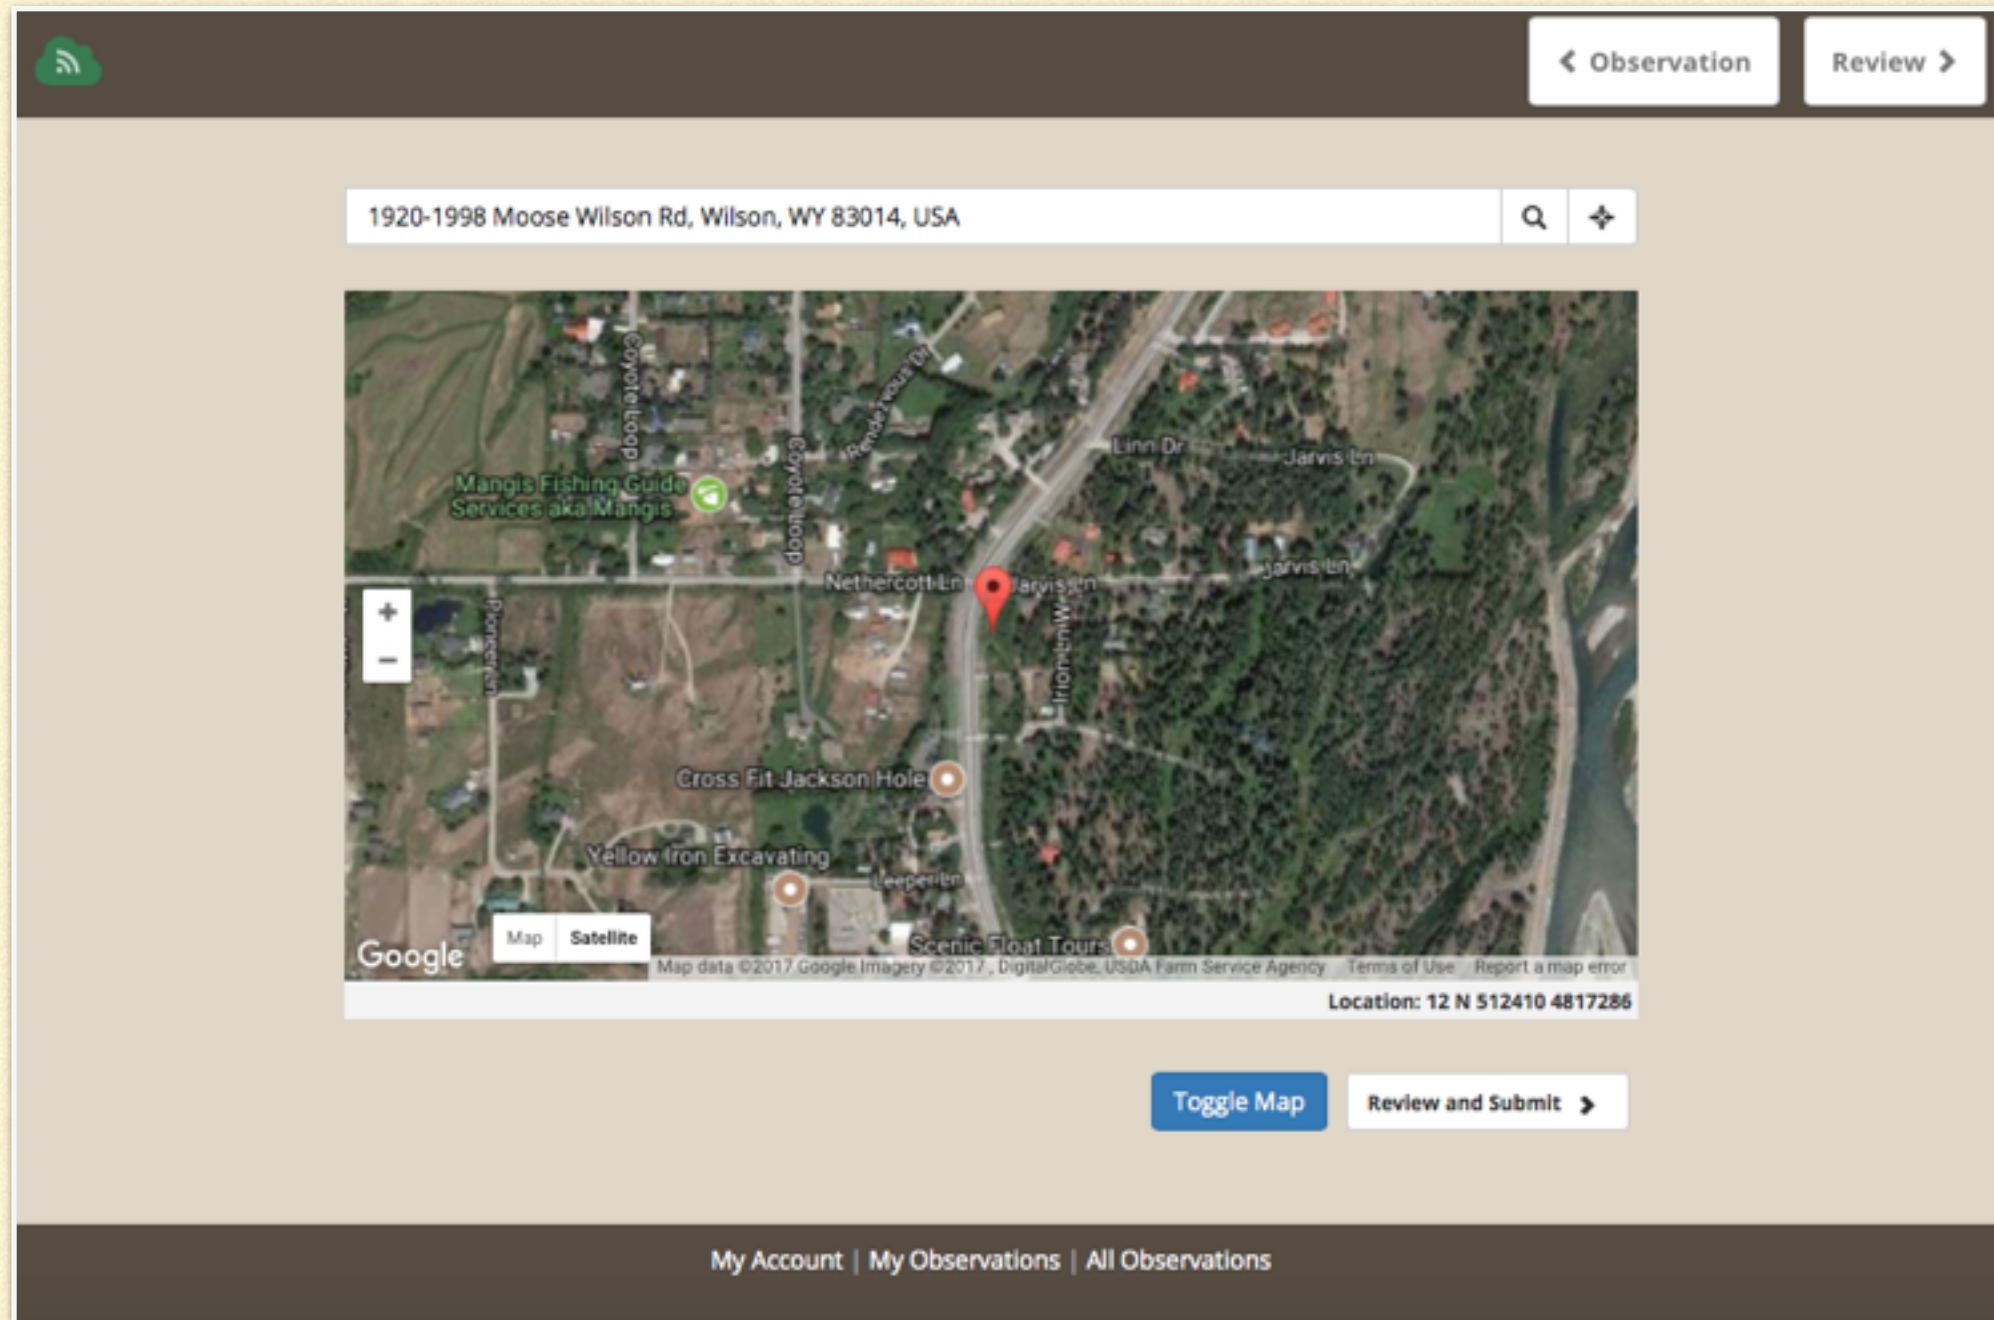 Observation
Review
1920-1998 Moose Wilson Rd, Wilson, WY 83014, USA
Coyote Loop
Rendezvous Dr
Coyote Loop
Linn Dr
Jarvis Ln
Mangis Fishing Guide
Services aka Mangis
Nethercott Ln
Jarvis Ln
Jarvis Ln
+
−
Pioneer Ln
Irion Ln W
Cross Fit Jackson Hole
Yellow Iron Excavating
Leeper Ln
Scenic Float Tours
Google
Map
Satellite
Map data ©2017 Google Imagery ©2017 , DigitalGlobe, USDA Farm Service Agency
Terms of Use
Report a map error
Location: 12 N 512410 4817286
Toggle Map
Review and Submit
My Account | My Observations | All Observations